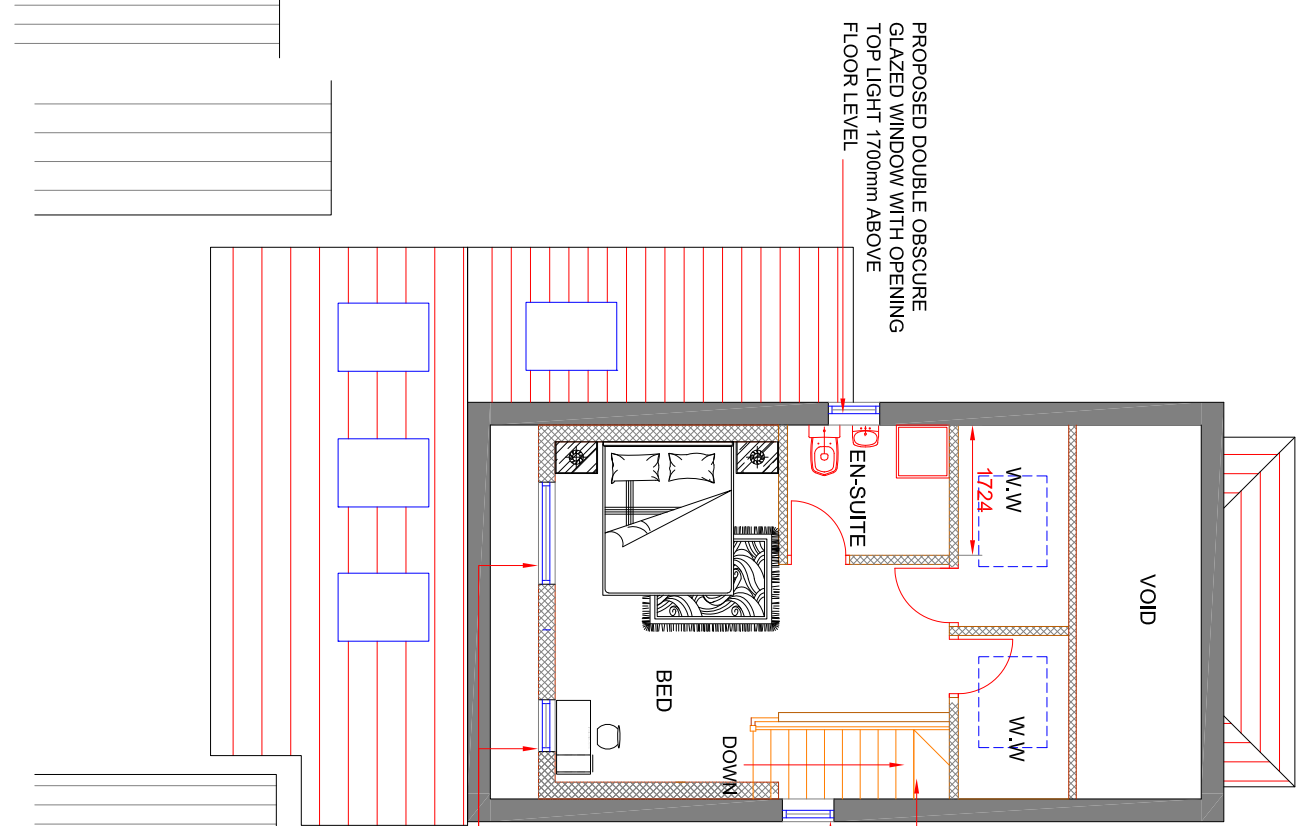 PROPOSED DOUBLE OBSCURE
GLAZED WINDOW WITH OPENING
TOP LIGHT 1700mm ABOVE
FLOOR LEVEL
EN-SUITE
W.W
1724
VOID
BED
W.W
DOWN